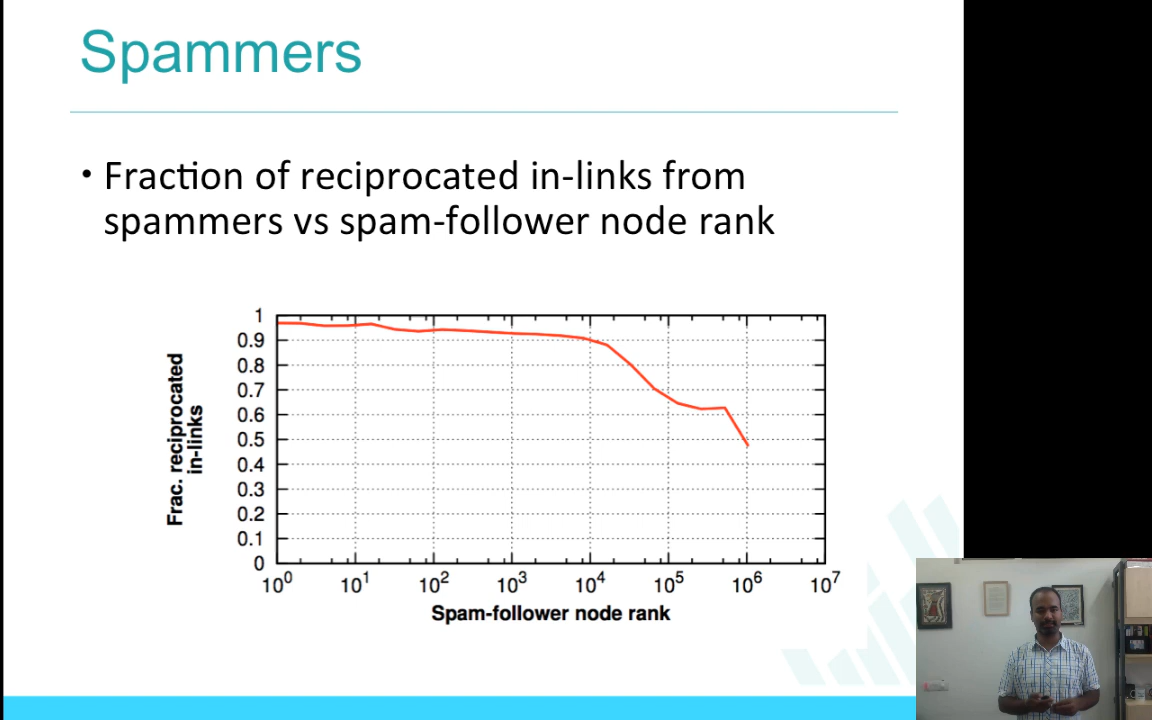 Spammers
• Fraction of reciprocated in-links from
spammers vs spam-follower node rank
Frac. reciprocated
in-links
1
0.9
0.8
0.7
0.6
0.5
0.4
0.3
0.2
0.1
0
10⁰ 10¹ 10² 10³ 10⁴ 10⁵ 10⁶ 10⁷
Spam-follower node rank